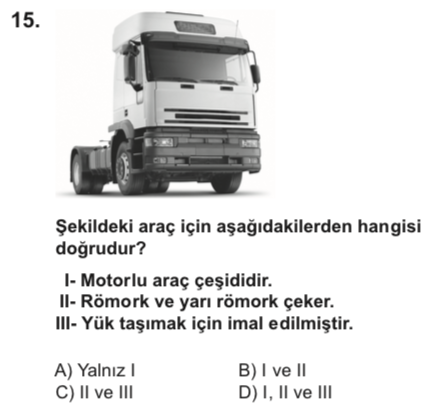 15.
Şekildeki araç için aşağıdakilerden hangisi
doğrudur?
I- Motorlu araç çeşididir.
II- Römork ve yarı römork çeker.
III- Yük taşımak için imal edilmiştir.
A) Yalnız I
B) I ve II
C) II ve III
D) I, II ve III